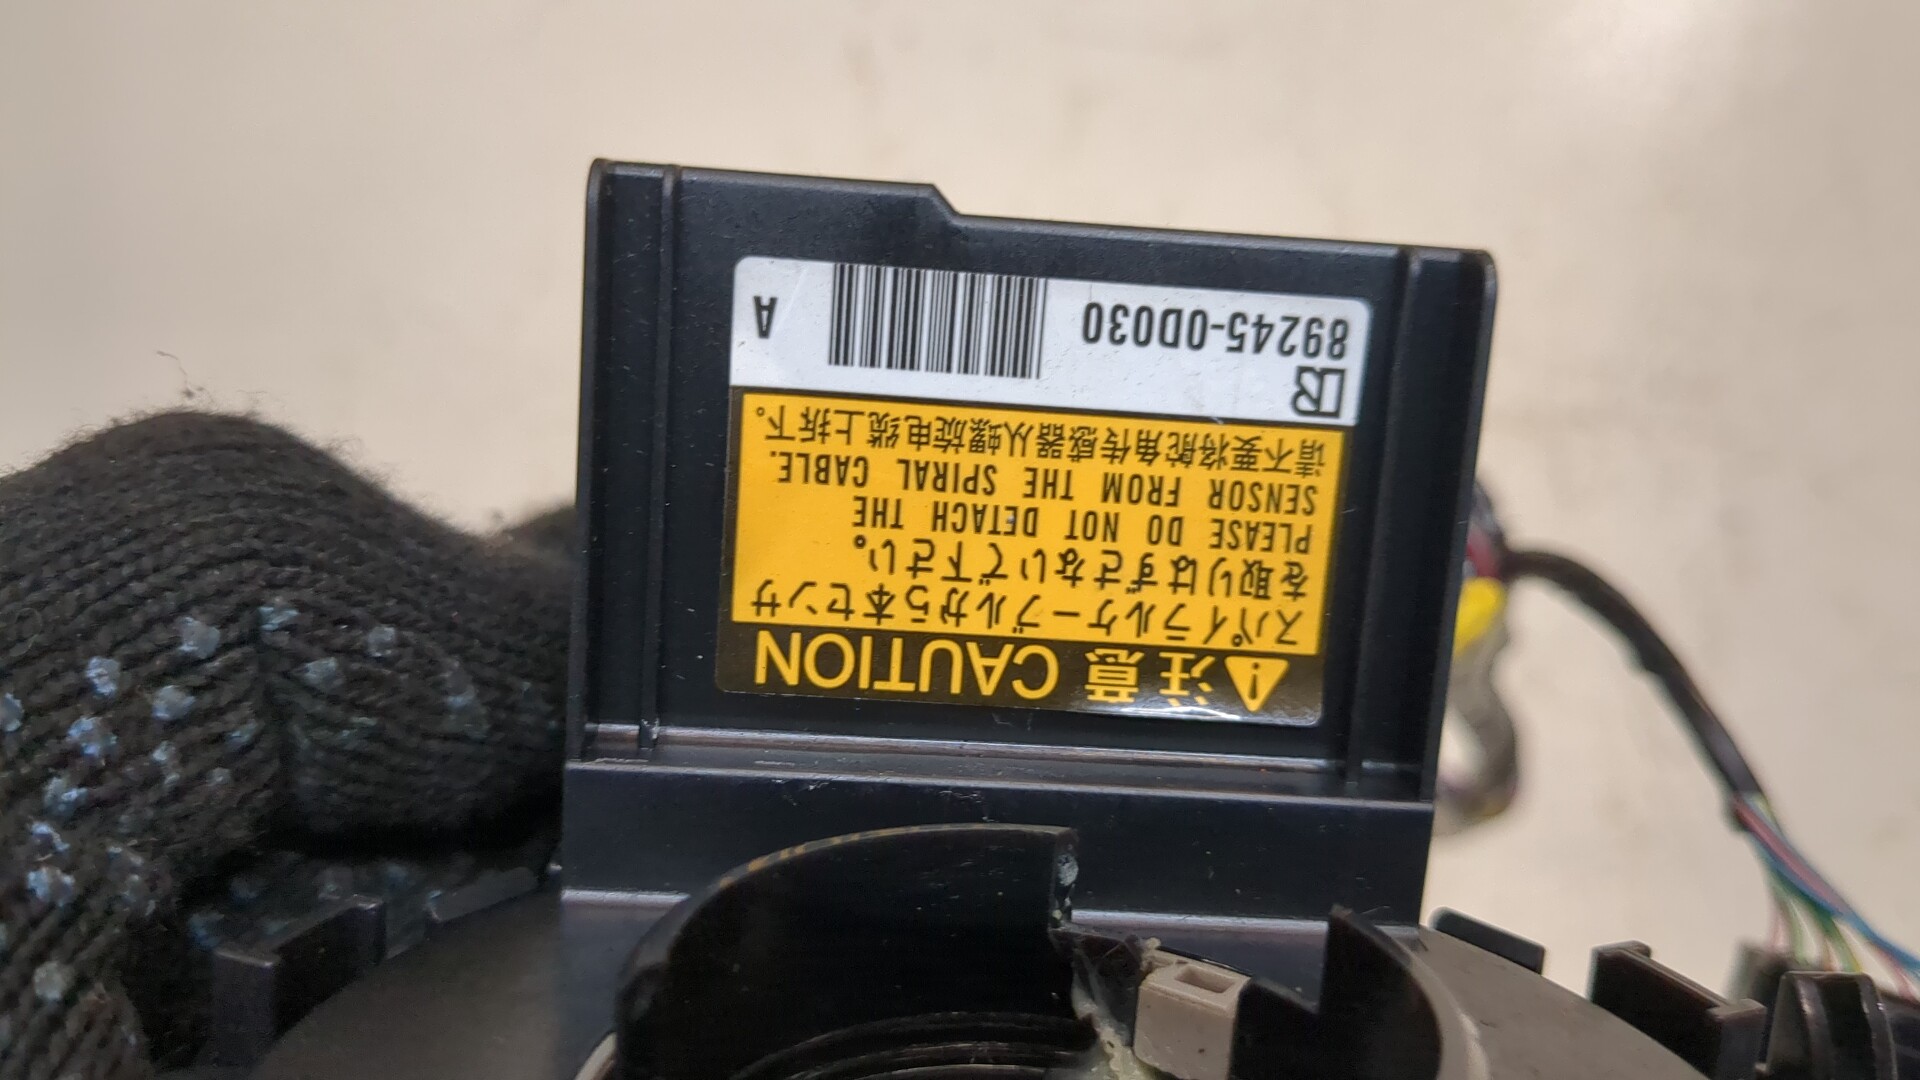 注意 CAUTION
スパイラルケーブルから本センサ
を取りはずさないで下さい。
PLEASE DO NOT DETACH THE
SENSOR FROM THE SPIRAL CABLE.
请不要将舵角传感器从螺旋电缆上拆下。
89245-0D030
A